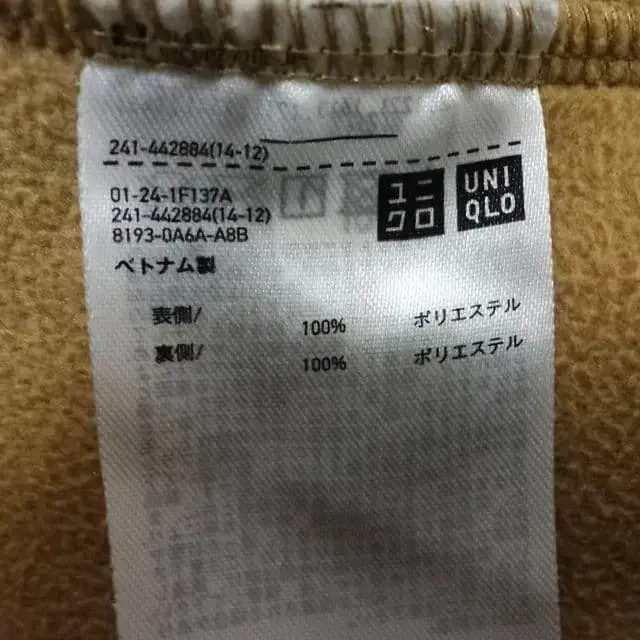 241-442884(14-12)
01-24-1F137A
241-442884(14-12)
8193-0A6A-A8B
ユニ
クロ
UNI
QLO
ベトナム製
表側/ 100% ポリエステル
裏側/ 100% ポリエステル